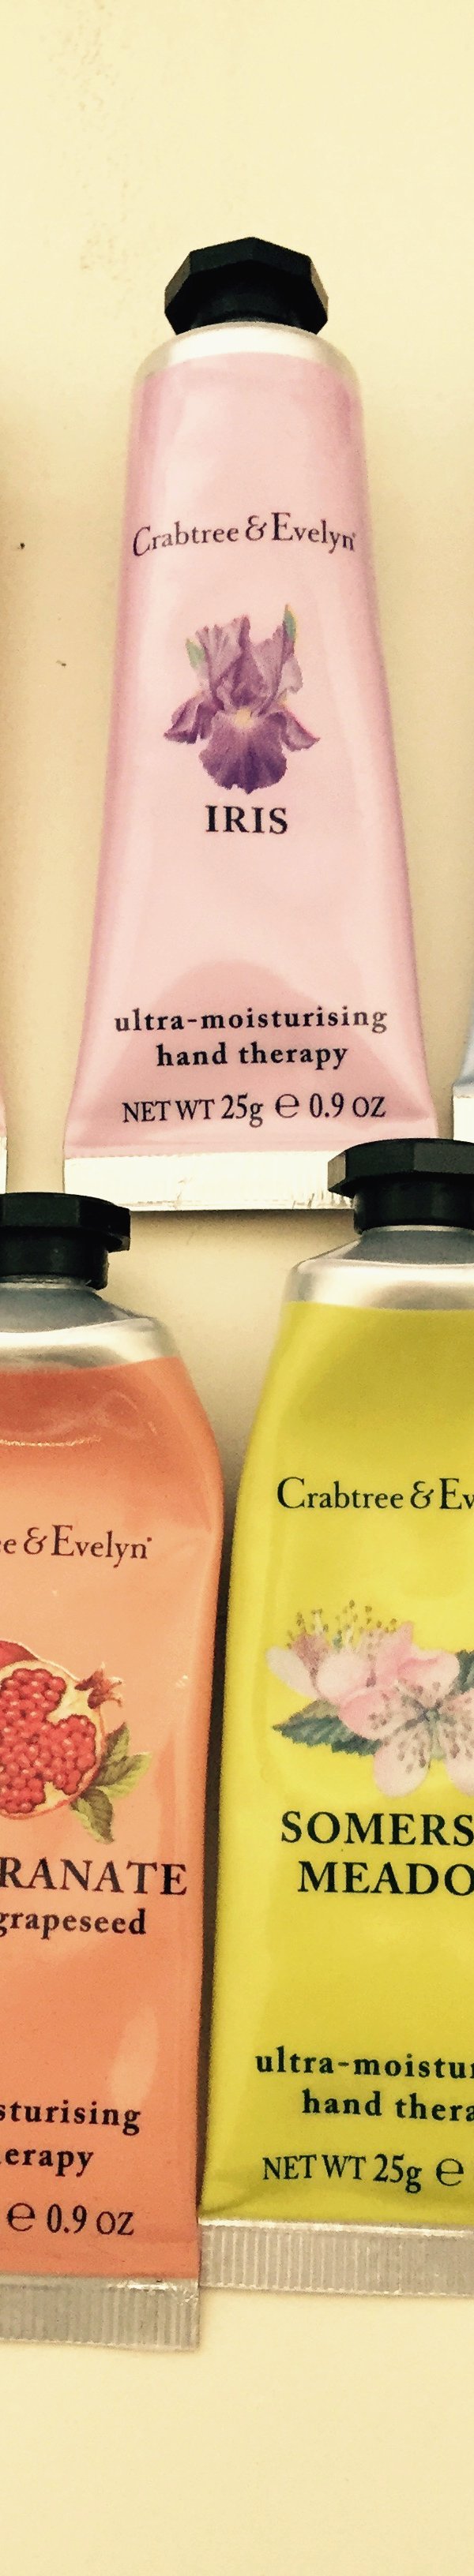 Crabtree & Evelyn
IRIS
ultra-moisturising
hand therapy
NET WT 25g ℮ 0.9 OZ
e & Evelyn
RANATE
grapeseed
sturising
erapy
℮ 0.9 OZ
Crabtree & Ev
SOMERS
MEADO
ultra-moistur
hand thera
NET WT 25g ℮